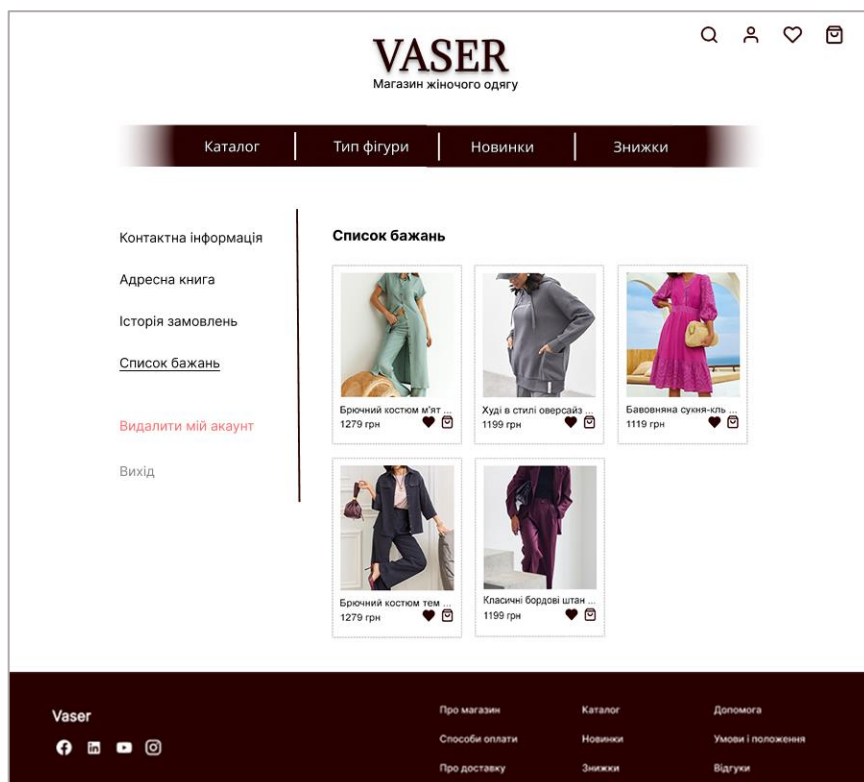 VASER
Магазин жіночого одягу
Каталог
Тип фігури
Новинки
Знижки
Контактна інформація
Адресна книга
Історія замовлень
Список бажань
Видалити мій акаунт
Вихід
Список бажань
Брючний костюм м'ят ...
1279 грн
Худі в стилі оверсайз ...
1199 грн
Бавовняна сукня-кль ...
1119 грн
Брючний костюм тем ...
1279 грн
Класичні бордові штан ...
1199 грн
Vaser
Про магазин
Способи оплати
Про доставку
Каталог
Новинки
Знижки
Допомога
Умови і положення
Відгуки